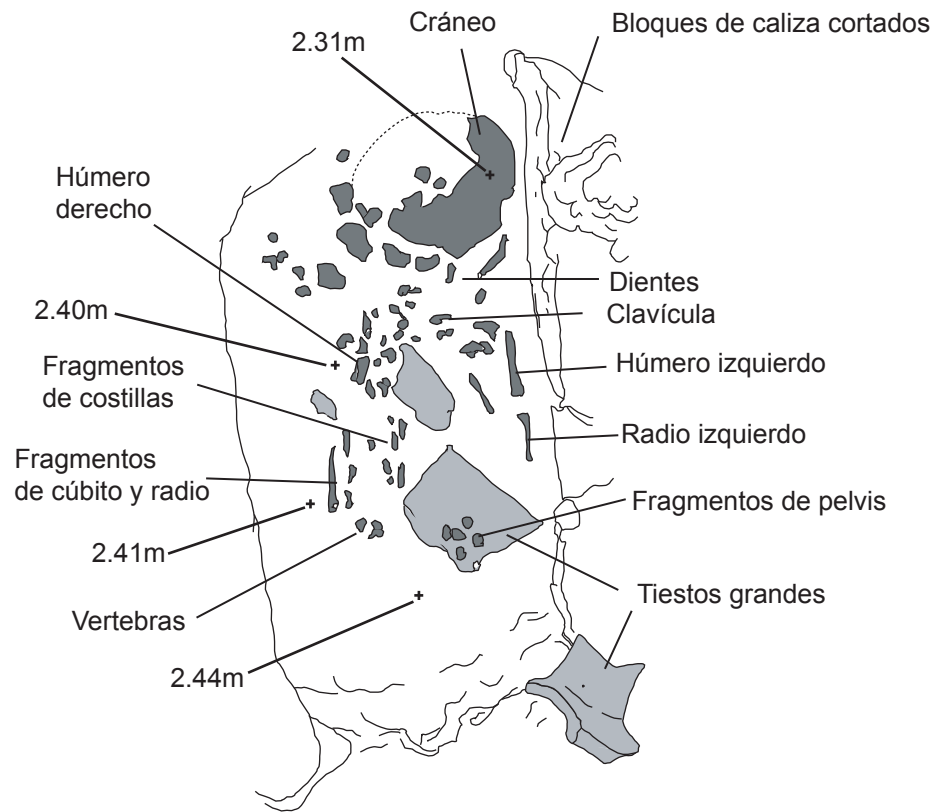 Cráneo
Bloques de caliza cortados
2.31m
Húmero
derecho
Dientes
2.40m
Clavícula
Fragmentos
de costillas
Húmero izquierdo
Radio izquierdo
Fragmentos
de cúbito y radio
Fragmentos de pelvis
2.41m
Tiestos grandes
Vertebras
2.44m